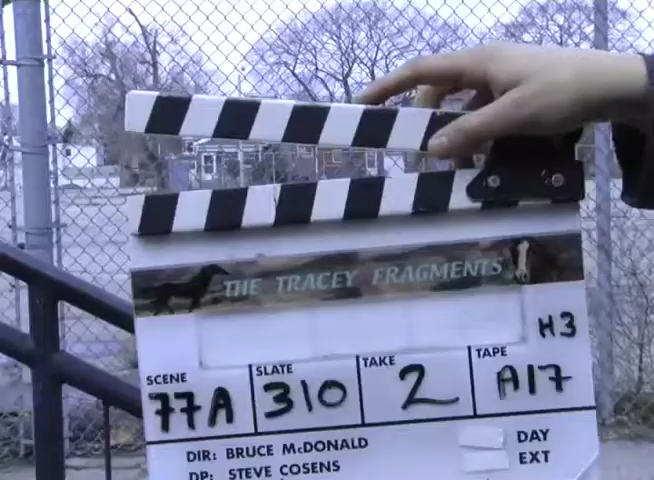 THE TRACEY FRAGMENTS
H3
SCENE SLATE TAKE TAPE
77A 310 2 A17
DIR: BRUCE McDONALD DAY
DP: STEVE COSENS EXT